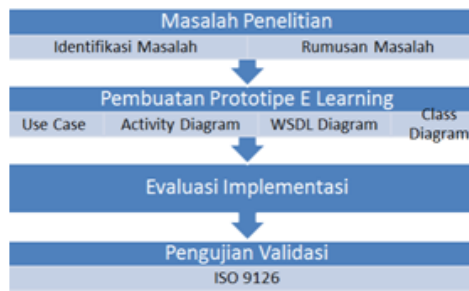 Masalah Penelitian
Identifikasi Masalah
Rumusan Masalah
Pembuatan Prototipe E Learning
Use Case
Activity Diagram
WSDL Diagram
Class
Diagram
Evaluasi Implementasi
Pengujian Validasi
ISO 9126